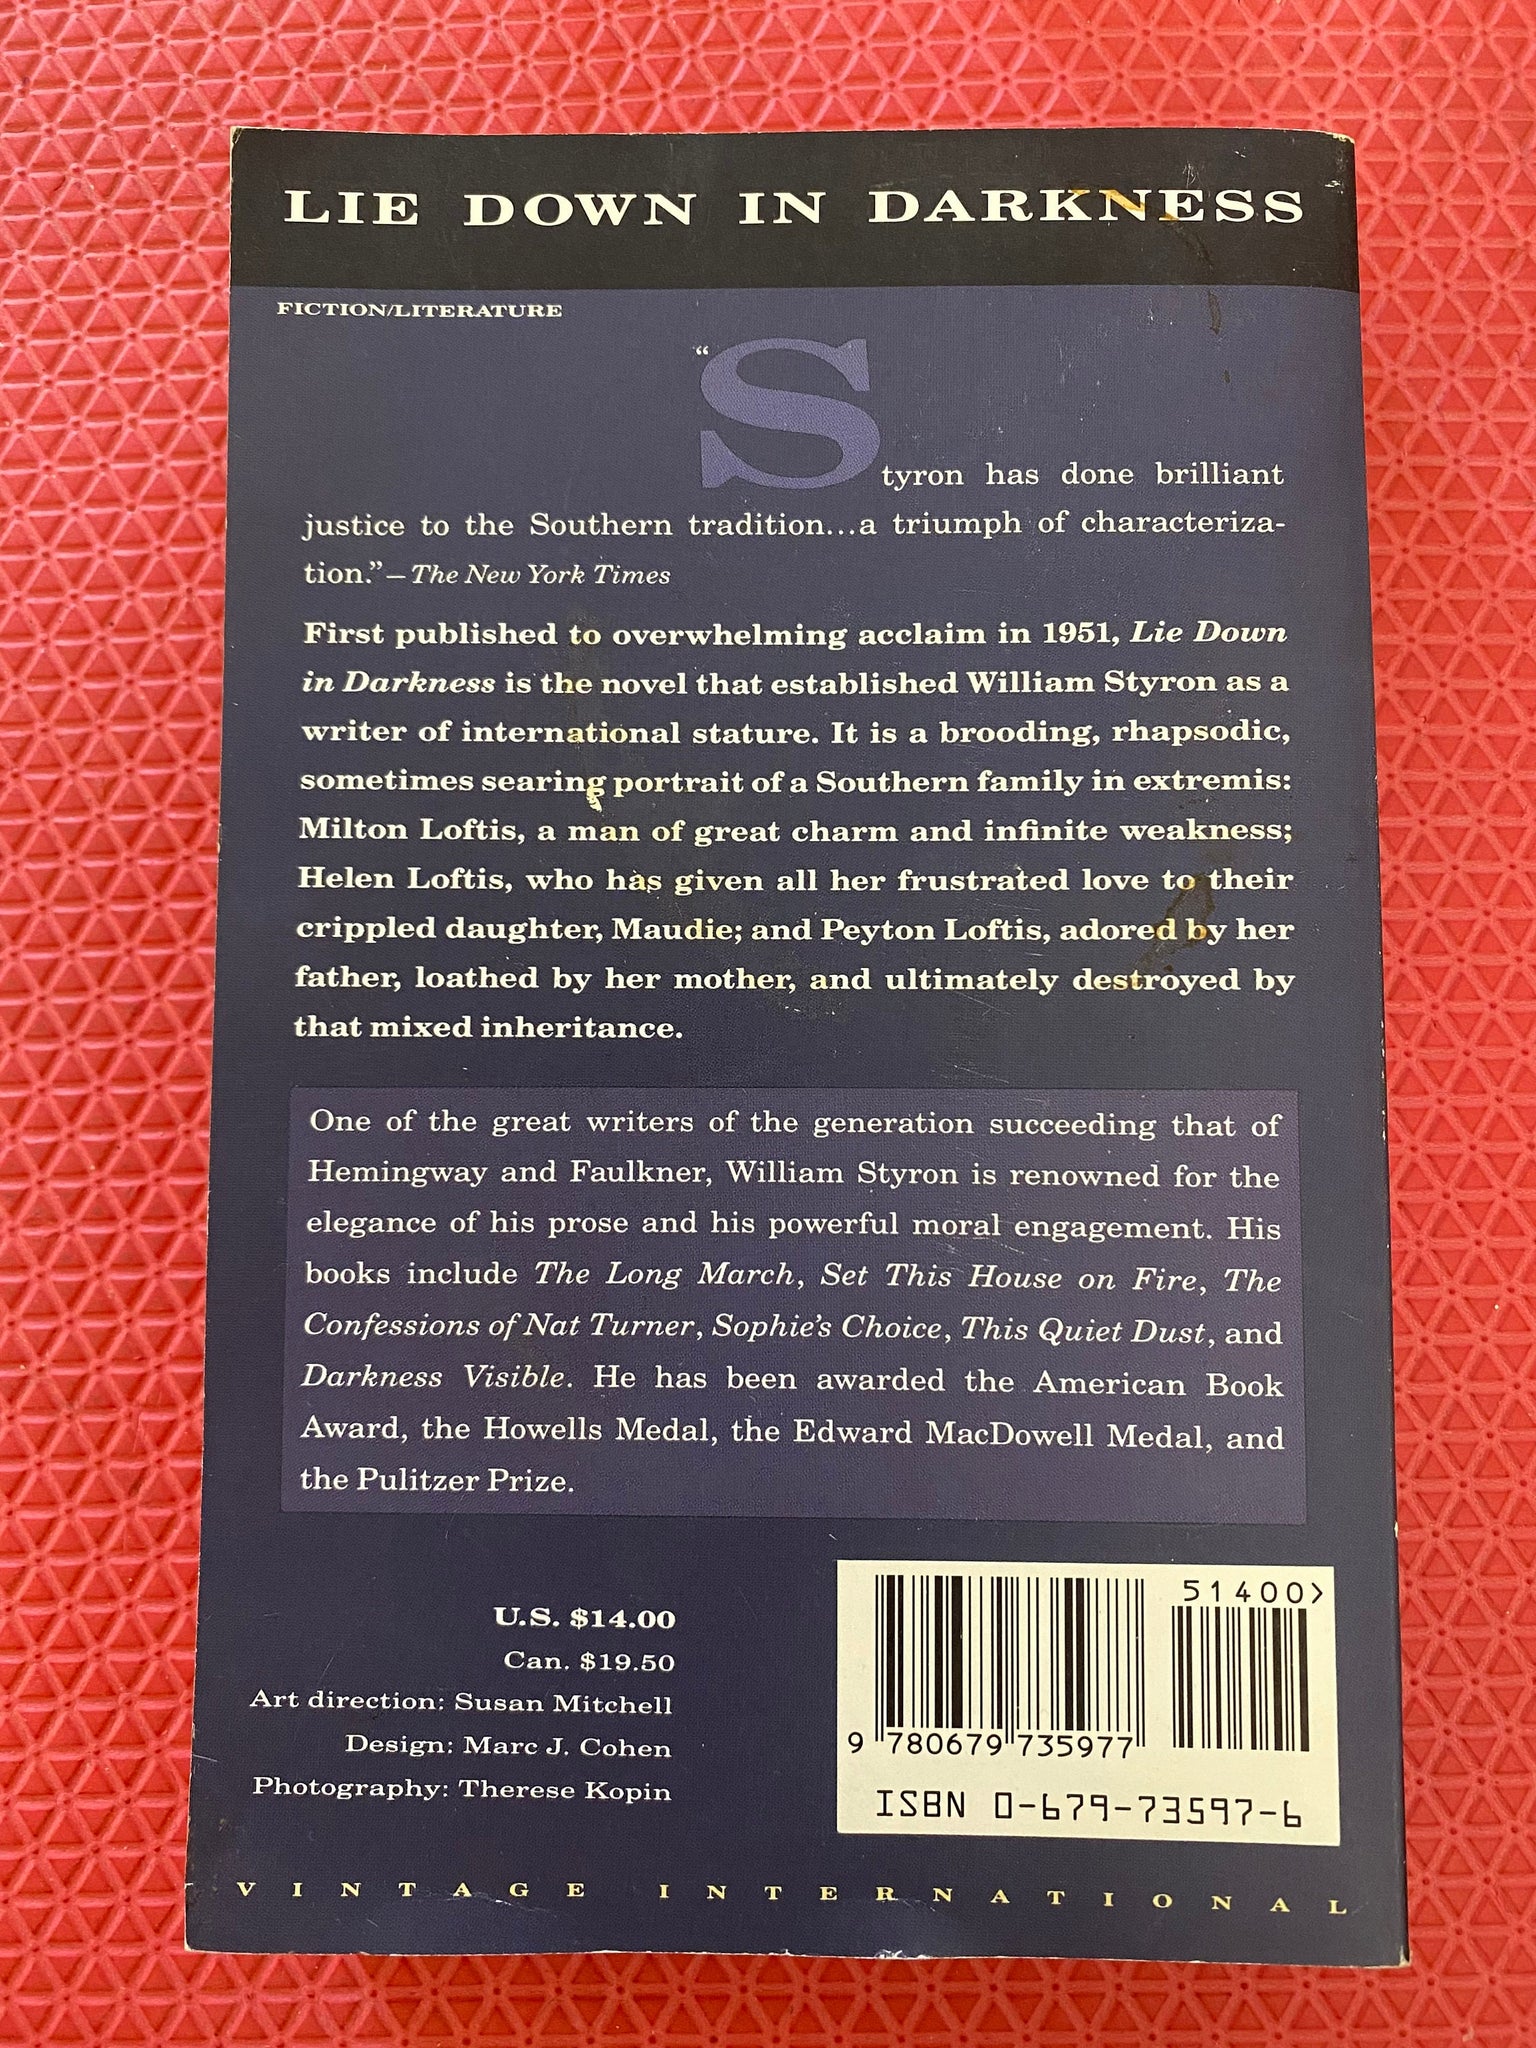 LIE DOWN IN DARKNESS
FICTION/LITERATURE
“Styron has done brilliant
justice to the Southern tradition...a triumph of characteriza-
tion.”–The New York Times
First published to overwhelming acclaim in 1951, Lie Down
in Darkness is the novel that established William Styron as a
writer of international stature. It is a brooding, rhapsodic,
sometimes searing portrait of a Southern family in extremis:
Milton Loftis, a man of great charm and infinite weakness;
Helen Loftis, who has given all her frustrated love to their
crippled daughter, Maudie; and Peyton Loftis, adored by her
father, loathed by her mother, and ultimately destroyed by
that mixed inheritance.
One of the great writers of the generation succeeding that of
Hemingway and Faulkner, William Styron is renowned for the
elegance of his prose and his powerful moral engagement. His
books include The Long March, Set This House on Fire, The
Confessions of Nat Turner, Sophie's Choice, This Quiet Dust, and
Darkness Visible. He has been awarded the American Book
Award, the Howells Medal, the Edward MacDowell Medal, and
the Pulitzer Prize.
U.S. $14.00
Can. $19.50
Art direction: Susan Mitchell
Design: Marc J. Cohen
Photography: Therese Kopin
51400>
9 780679 735977
ISBN 0-679-73597-6
VINTAGE INTERNATIONAL